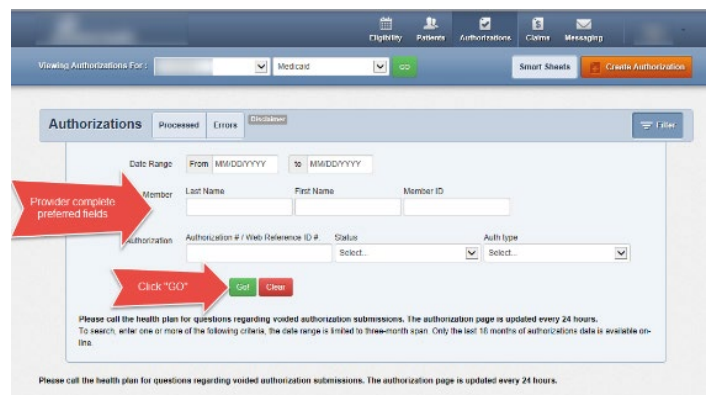 Eligibility Patients Authorizations Claims Messaging
Viewing Authorizations For : Medicaid GO Smart Sheets Create Authorization
Authorizations Processed Errors Disclaimer Filter
Date Range From MM/DD/YYYY to MM/DD/YYYY
Provider complete
preferred fields
Member Last Name First Name Member ID
Authorization Authorization # / Web Reference ID # Status Auth type
Select... Select...
Click "GO" Go! Clear
Please call the health plan for questions regarding voided authorization submissions. The authorization page is updated every 24 hours.
To search, enter one or more of the following criteria, the date range is limited to three-month span. Only the last 18 months of authorizations data is available on-
line.
Please call the health plan for questions regarding voided authorization submissions. The authorization page is updated every 24 hours.